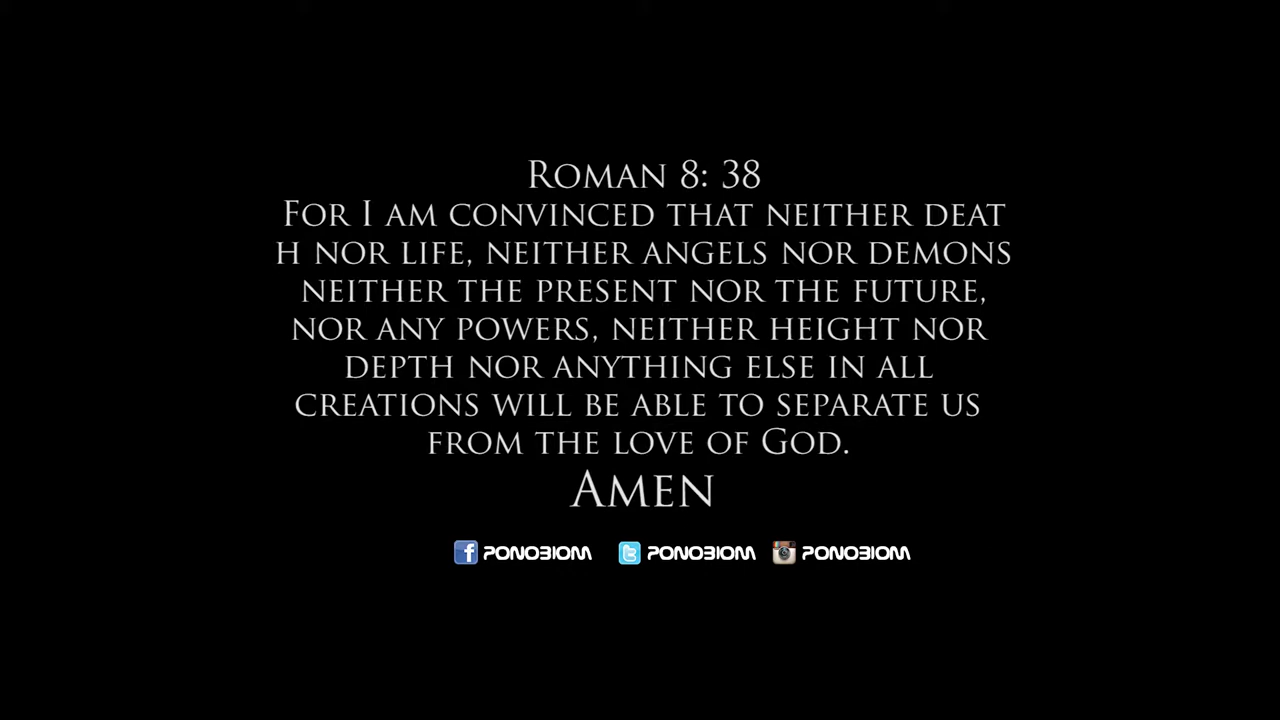 Roman 8: 38
For I am convinced that neither deat
h nor life, neither angels nor demons
neither the present nor the future,
nor any powers, neither height nor
depth nor anything else in all
creations will be able to separate us
from the love of God.
Amen
f PONOBIOM t PONOBIOM PONOBIOM